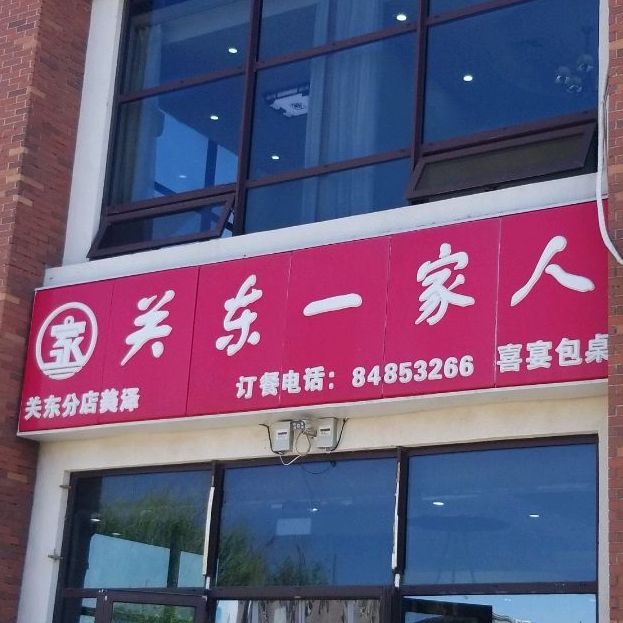 家
关东一家人
关东分店美泽
订餐电话：84853266
喜宴包桌